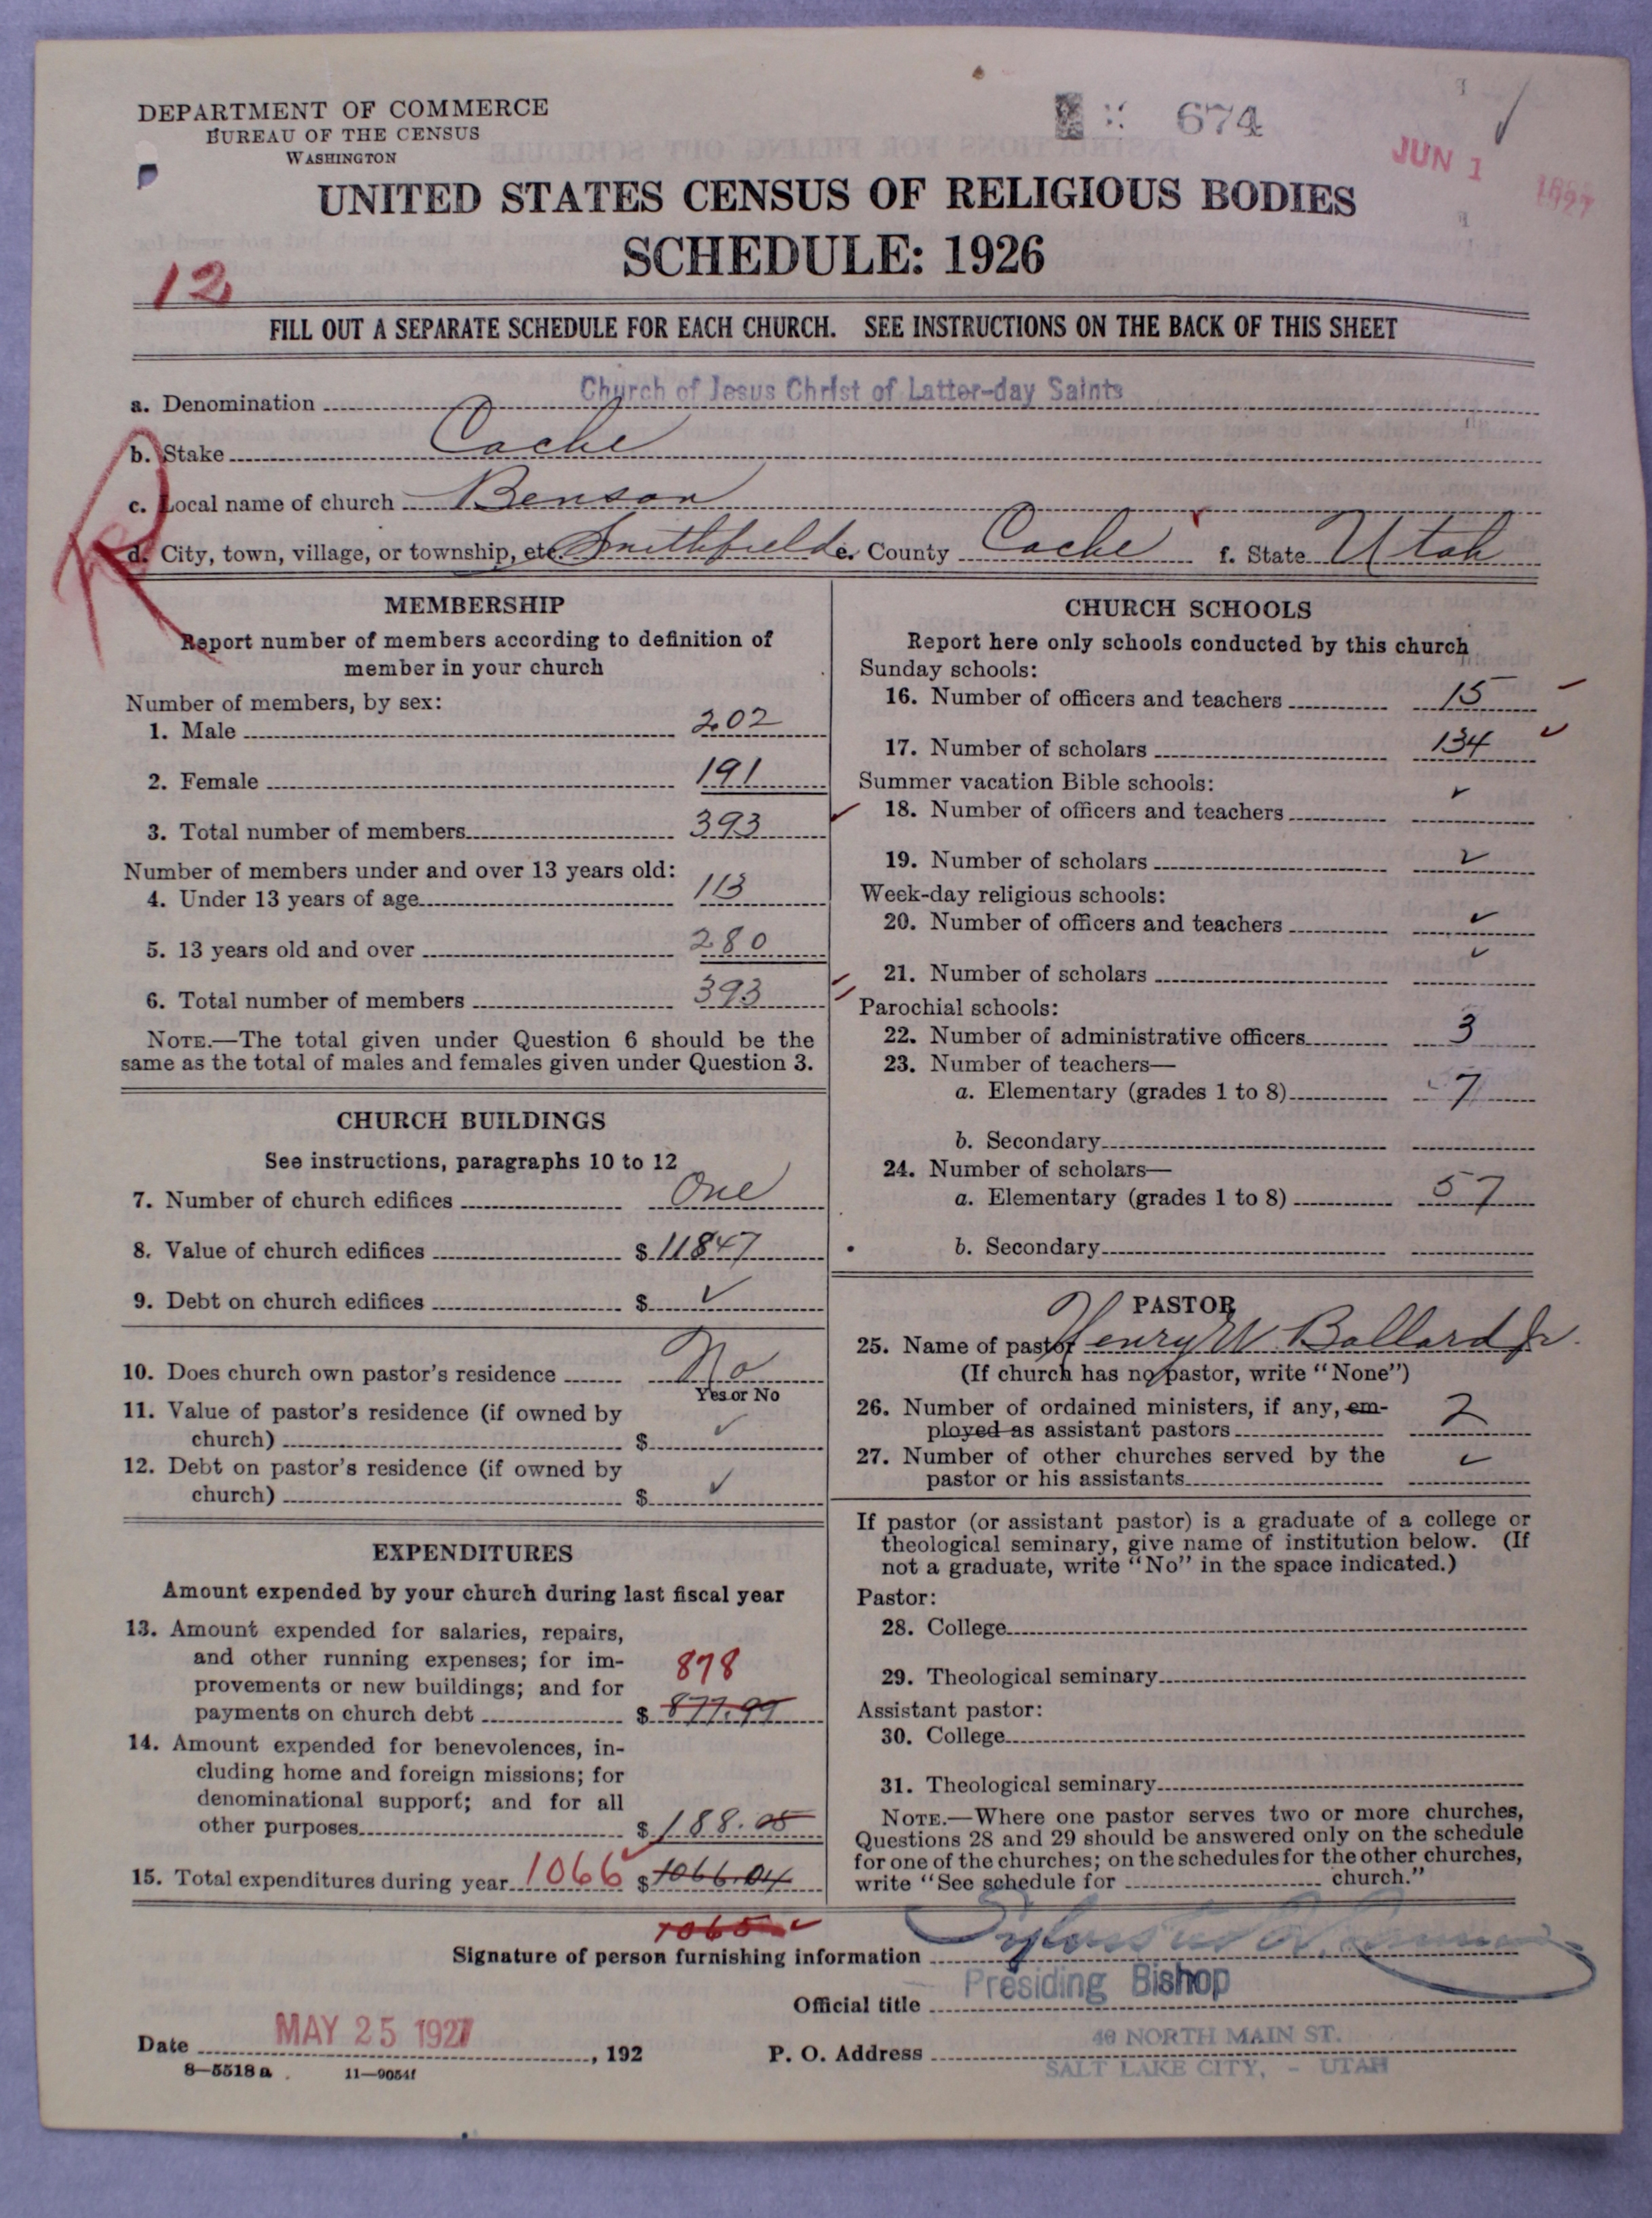 DEPARTMENT OF COMMERCE
BUREAU OF THE CENSUS
WASHINGTON
674
JUN 1 1927
UNITED STATES CENSUS OF RELIGIOUS BODIES
SCHEDULE: 1926
12
FILL OUT A SEPARATE SCHEDULE FOR EACH CHURCH. SEE INSTRUCTIONS ON THE BACK OF THIS SHEET
a. Denomination Church of Jesus Christ of Latter-day Saints
b. Stake Cache
c. Local name of church Benson
d. City, town, village, or township, etc. Smithfield e. County Cache f. State Utah
R
MEMBERSHIP
Report number of members according to definition of
member in your church
Number of members, by sex:
1. Male 202
2. Female 191
3. Total number of members 393
Number of members under and over 13 years old:
4. Under 13 years of age 113
5. 13 years old and over 280
6. Total number of members 393
NOTE.—The total given under Question 6 should be the
same as the total of males and females given under Question 3.
CHURCH BUILDINGS
See instructions, paragraphs 10 to 12
7. Number of church edifices One
8. Value of church edifices $ 11847
9. Debt on church edifices $ ✓
10. Does church own pastor's residence No
Yes or No
11. Value of pastor's residence (if owned by
church) $ ✓
12. Debt on pastor's residence (if owned by
church) $ ✓
EXPENDITURES
Amount expended by your church during last fiscal year
13. Amount expended for salaries, repairs,
and other running expenses; for im-
provements or new buildings; and for 878
payments on church debt $ 877.99
14. Amount expended for benevolences, in-
cluding home and foreign missions; for
denominational support; and for all
other purposes $ 188.05
15. Total expenditures during year 1066 $ 1066.04
1065 ✓
CHURCH SCHOOLS
Report here only schools conducted by this church
Sunday schools:
16. Number of officers and teachers 15
17. Number of scholars 134
Summer vacation Bible schools:
18. Number of officers and teachers ✓
19. Number of scholars ✓
Week-day religious schools:
20. Number of officers and teachers ✓
21. Number of scholars ✓
Parochial schools:
22. Number of administrative officers 3
23. Number of teachers—
a. Elementary (grades 1 to 8) 7
b. Secondary
24. Number of scholars—
a. Elementary (grades 1 to 8) 57
b. Secondary
PASTOR
25. Name of pastor Henry W Ballard Jr.
(If church has no pastor, write "None")
26. Number of ordained ministers, if any, em-
ployed as assistant pastors 2
27. Number of other churches served by the
pastor or his assistants ✓
If pastor (or assistant pastor) is a graduate of a college or
theological seminary, give name of institution below. (If
not a graduate, write "No" in the space indicated.)
Pastor:
28. College
29. Theological seminary
Assistant pastor:
30. College
31. Theological seminary
NOTE.—Where one pastor serves two or more churches,
Questions 28 and 29 should be answered only on the schedule
for one of the churches; on the schedules for the other churches,
write "See schedule for church."
Signature of person furnishing information
Official title Presiding Bishop
Date MAY 25 1927, 192
P. O. Address 40 NORTH MAIN ST.
SALT LAKE CITY, - UTAH
8—5518 a 11—9054f